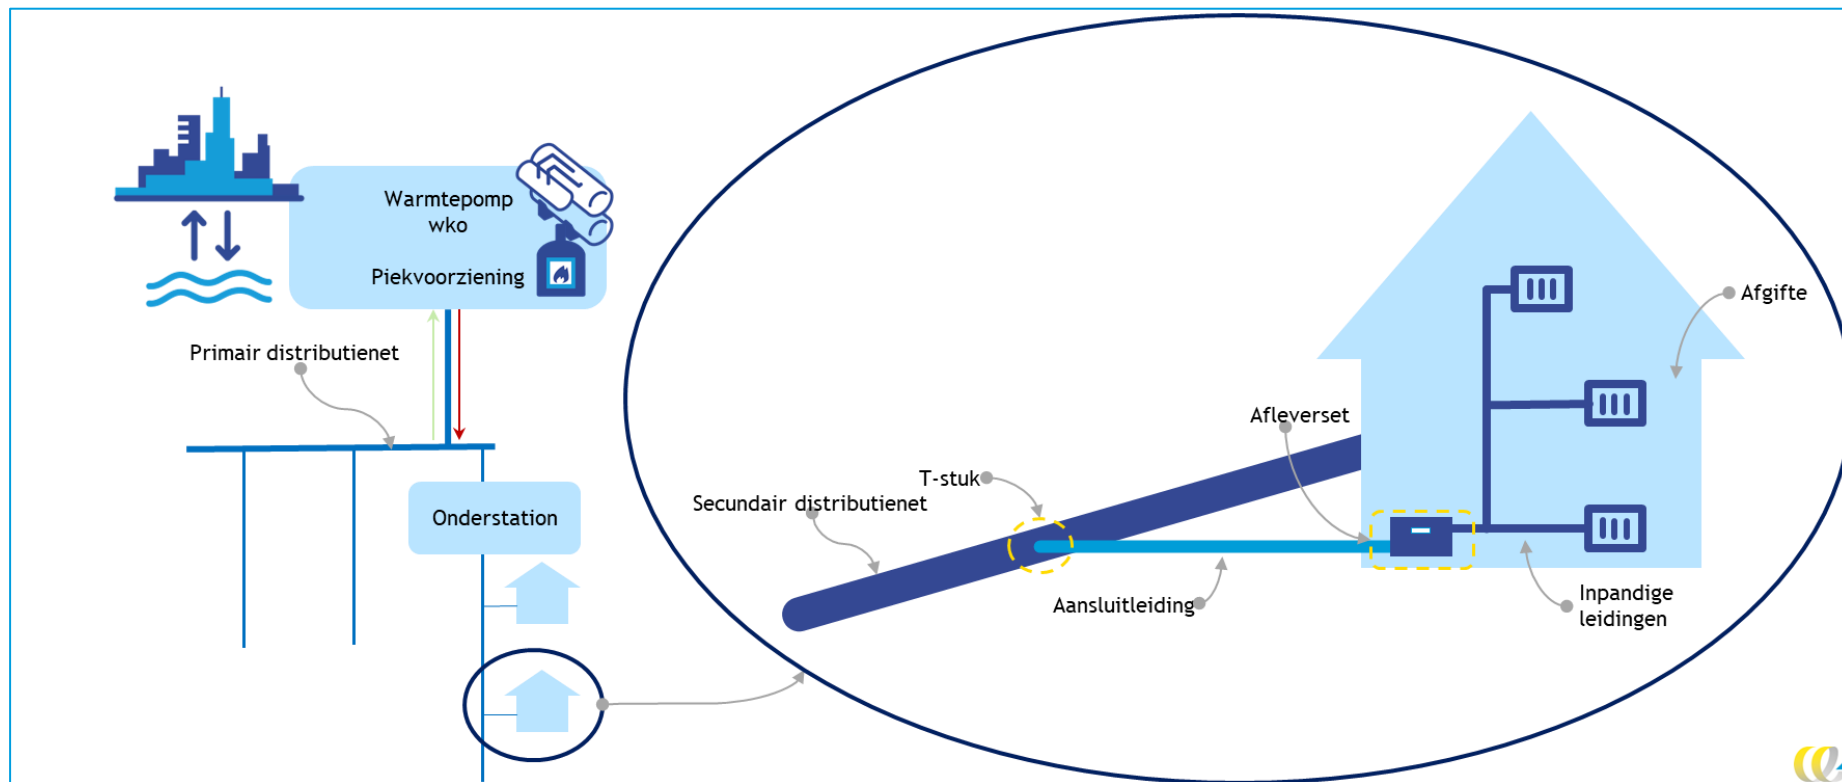 Warmtepomp
wko
Piekvoorziening
Primair distributienet
Onderstation
Afgifte
Afleverset
T-stuk
Secundair distributienet
Aansluitleiding
Inpandige
leidingen